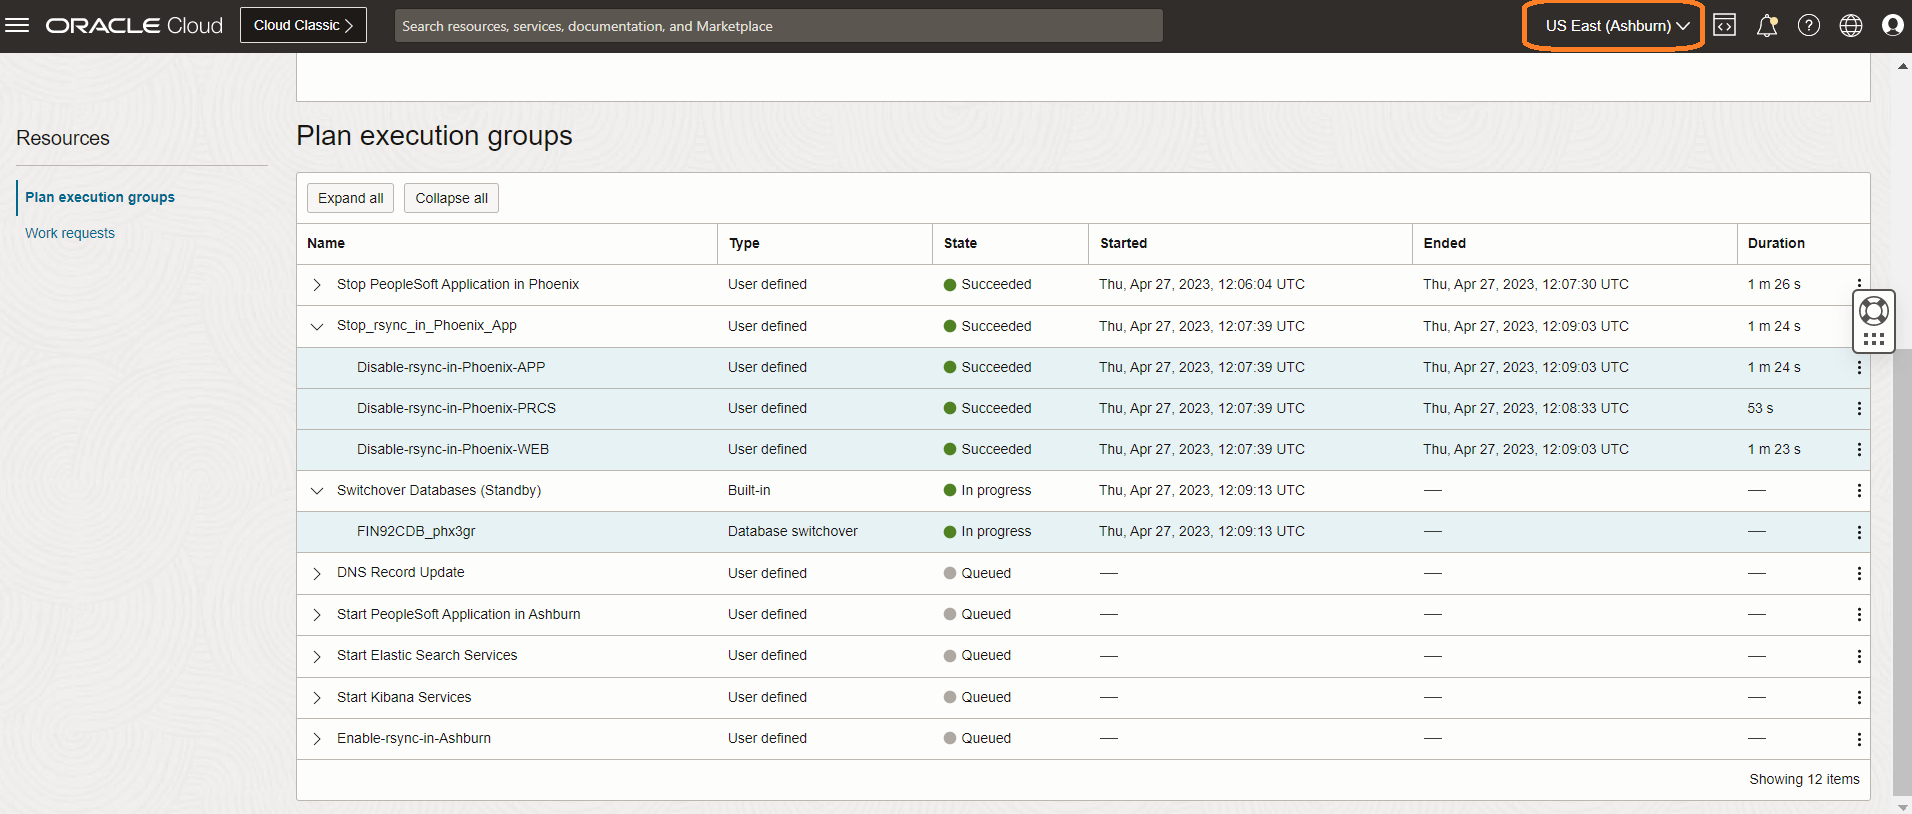 ORACLE Cloud Cloud Classic Search resources, services, documentation, and Marketplace US East (Ashburn)
Resources
Plan execution groups
Work requests
Plan execution groups
Expand all Collapse all
Name Type State Started Ended Duration
Stop PeopleSoft Application in Phoenix User defined Succeeded Thu, Apr 27, 2023, 12:06:04 UTC Thu, Apr 27, 2023, 12:07:30 UTC 1 m 26 s
Stop_rsync_in_Phoenix_App User defined Succeeded Thu, Apr 27, 2023, 12:07:39 UTC Thu, Apr 27, 2023, 12:09:03 UTC 1 m 24 s
Disable-rsync-in-Phoenix-APP User defined Succeeded Thu, Apr 27, 2023, 12:07:39 UTC Thu, Apr 27, 2023, 12:09:03 UTC 1 m 24 s
Disable-rsync-in-Phoenix-PRCS User defined Succeeded Thu, Apr 27, 2023, 12:07:39 UTC Thu, Apr 27, 2023, 12:08:33 UTC 53 s
Disable-rsync-in-Phoenix-WEB User defined Succeeded Thu, Apr 27, 2023, 12:07:39 UTC Thu, Apr 27, 2023, 12:09:03 UTC 1 m 23 s
Switchover Databases (Standby) Built-in In progress Thu, Apr 27, 2023, 12:09:13 UTC — —
FIN92CDB_phx3gr Database switchover In progress Thu, Apr 27, 2023, 12:09:13 UTC — —
DNS Record Update User defined Queued — — —
Start PeopleSoft Application in Ashburn User defined Queued — — —
Start Elastic Search Services User defined Queued — — —
Start Kibana Services User defined Queued — — —
Enable-rsync-in-Ashburn User defined Queued — — —
Showing 12 items